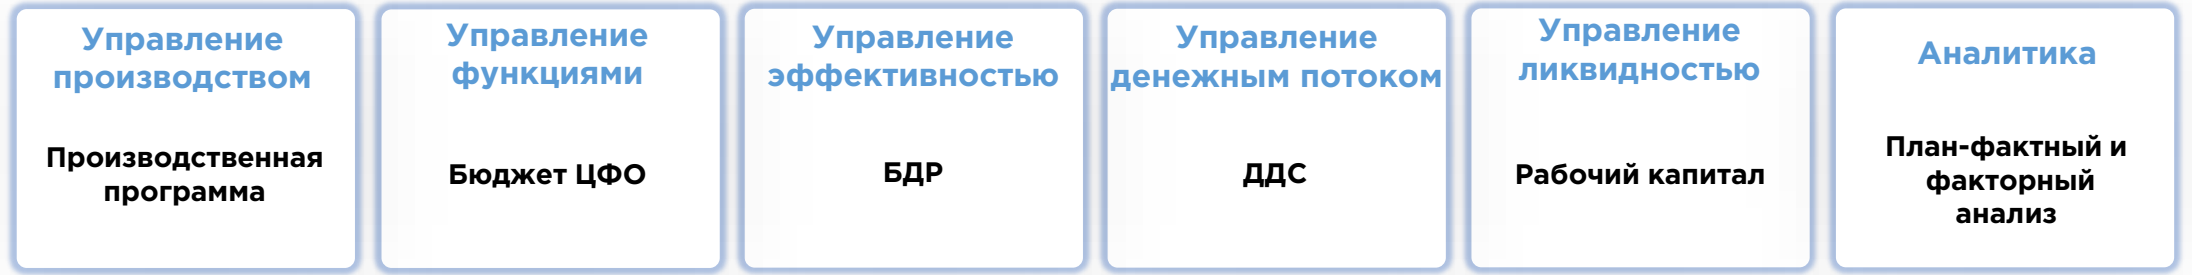 Управление
производством
Производственная
программа
Управление
функциями
Бюджет ЦФО
Управление
эффективностью
БДР
Управление
денежным потоком
ДДС
Управление
ликвидностью
Рабочий капитал
Аналитика
План-фактный и
факторный
анализ